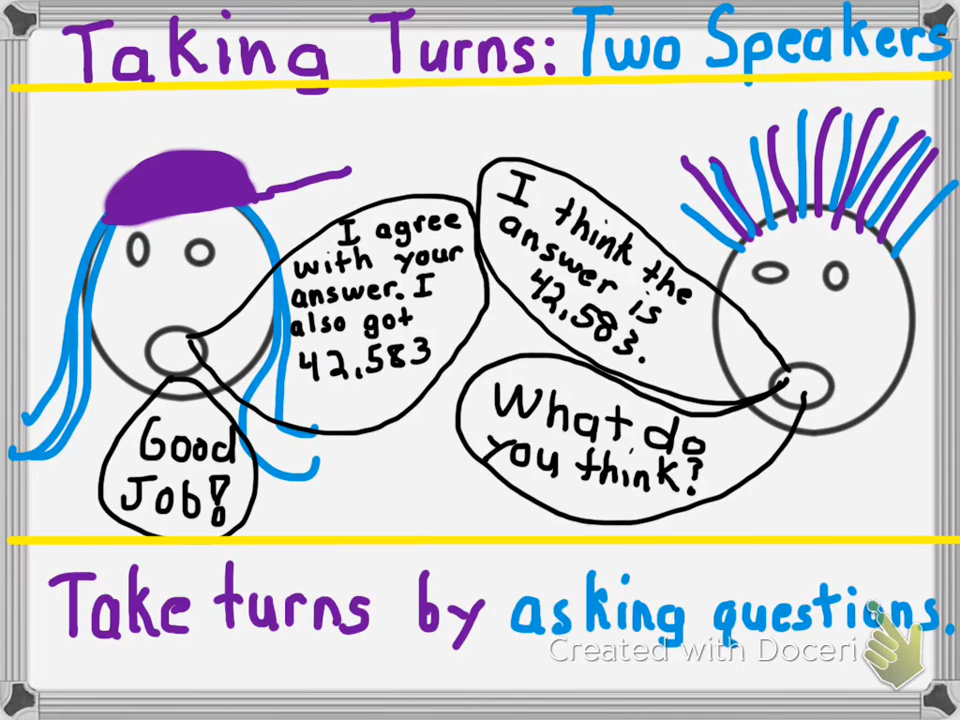 Taking Turns: Two Speakers
I think the
answer is
42,583.
What do
you think?
I agree
with your
answer. I
also got
42,583
Good
Job!
Take turns by asking questions.
Created with Doceri